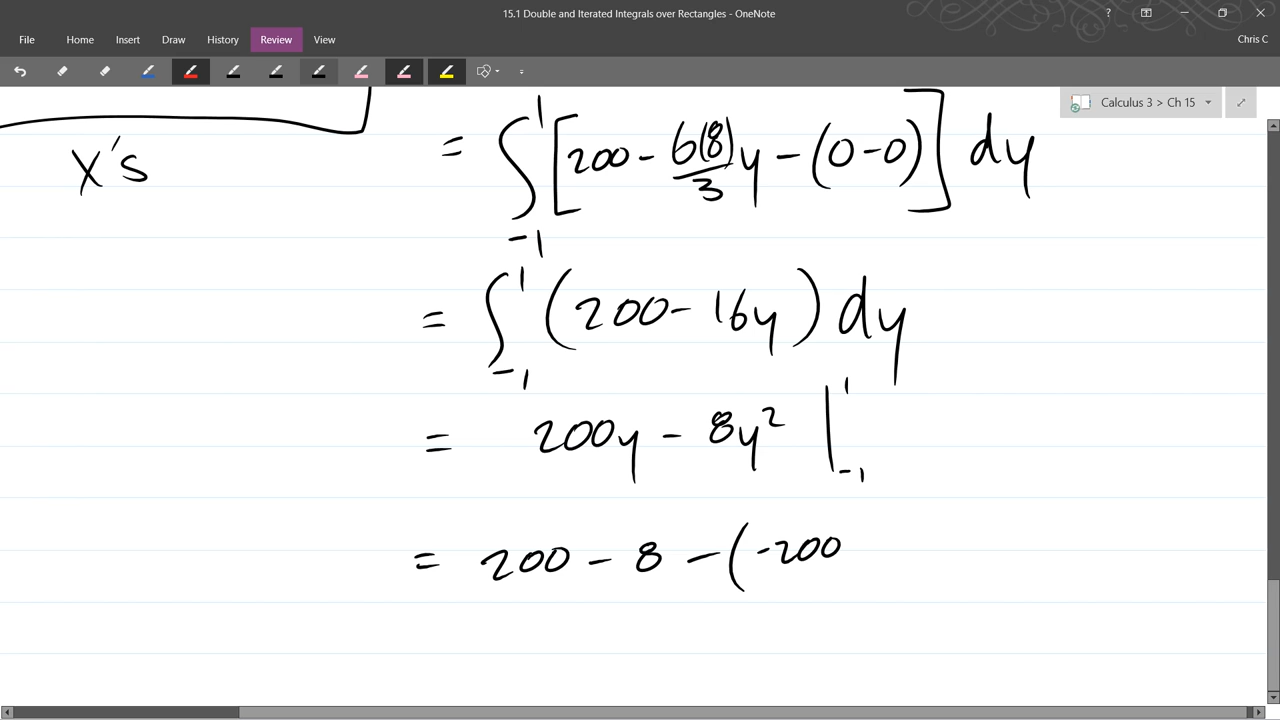 15.1 Double and Iterated Integrals over Rectangles - OneNote
Chris C
File Home Insert Draw History Review View
Calculus 3 > Ch 15
x's
= ∫_{-1}^{1} [200 - 6(8)/3 y - (0-0)] dy
= ∫_{-1}^{1} (200 - 16y) dy
= 200y - 8y² |_{-1}^{1}
= 200 - 8 - (-200